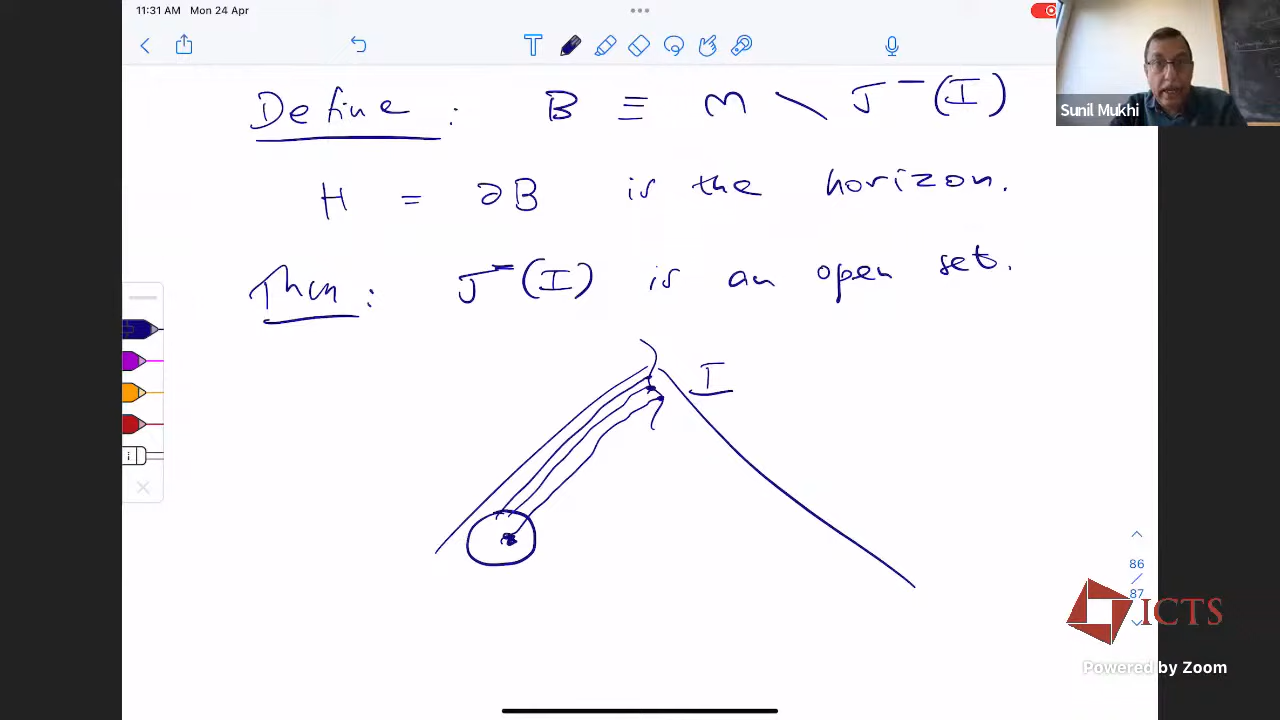 11:31 AM Mon 24 Apr
Define : B ≡ M \ J⁻(I)
Sunil Mukhi
H = ∂B is the horizon.
Then : J⁻(I) is an open set.
I
86
/
87
ICTS
Powered by Zoom